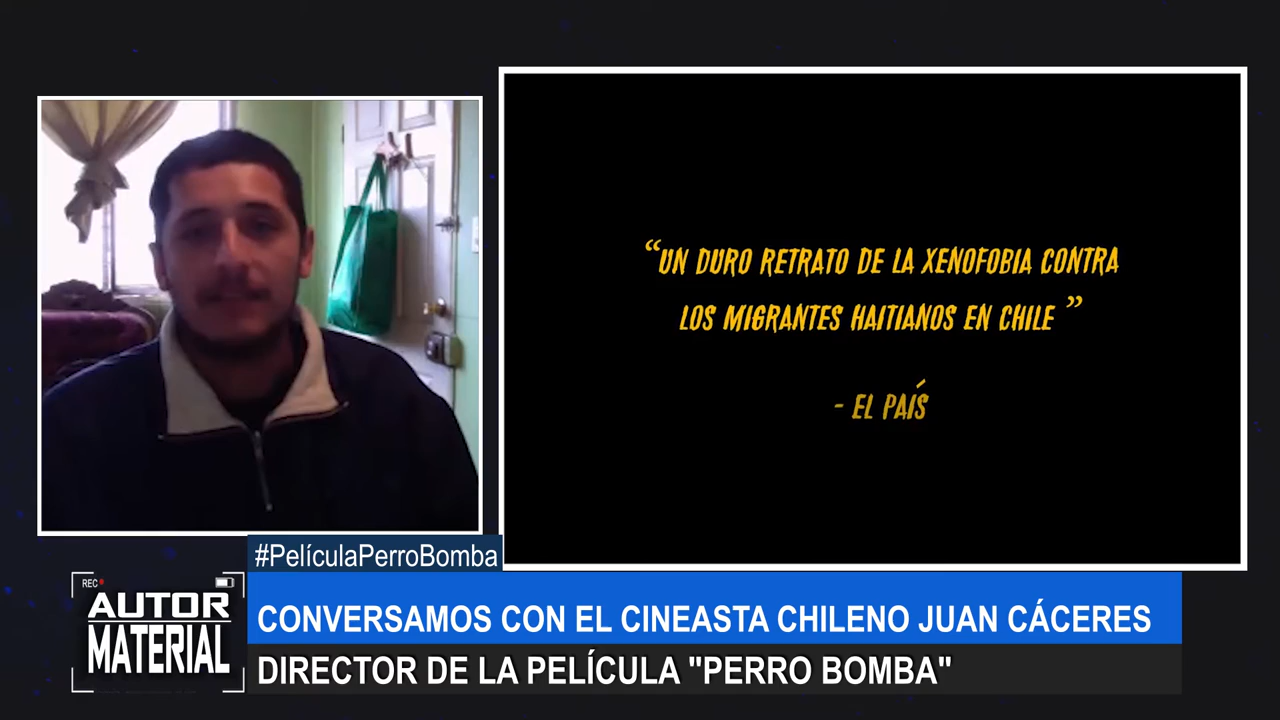 “UN DURO RETRATO DE LA XENOFOBIA CONTRA
LOS MIGRANTES HAITIANOS EN CHILE ”
- EL PAÍS
#PelículaPerroBomba
REC
AUTOR
MATERIAL
CONVERSAMOS CON EL CINEASTA CHILENO JUAN CÁCERES
DIRECTOR DE LA PELÍCULA "PERRO BOMBA"